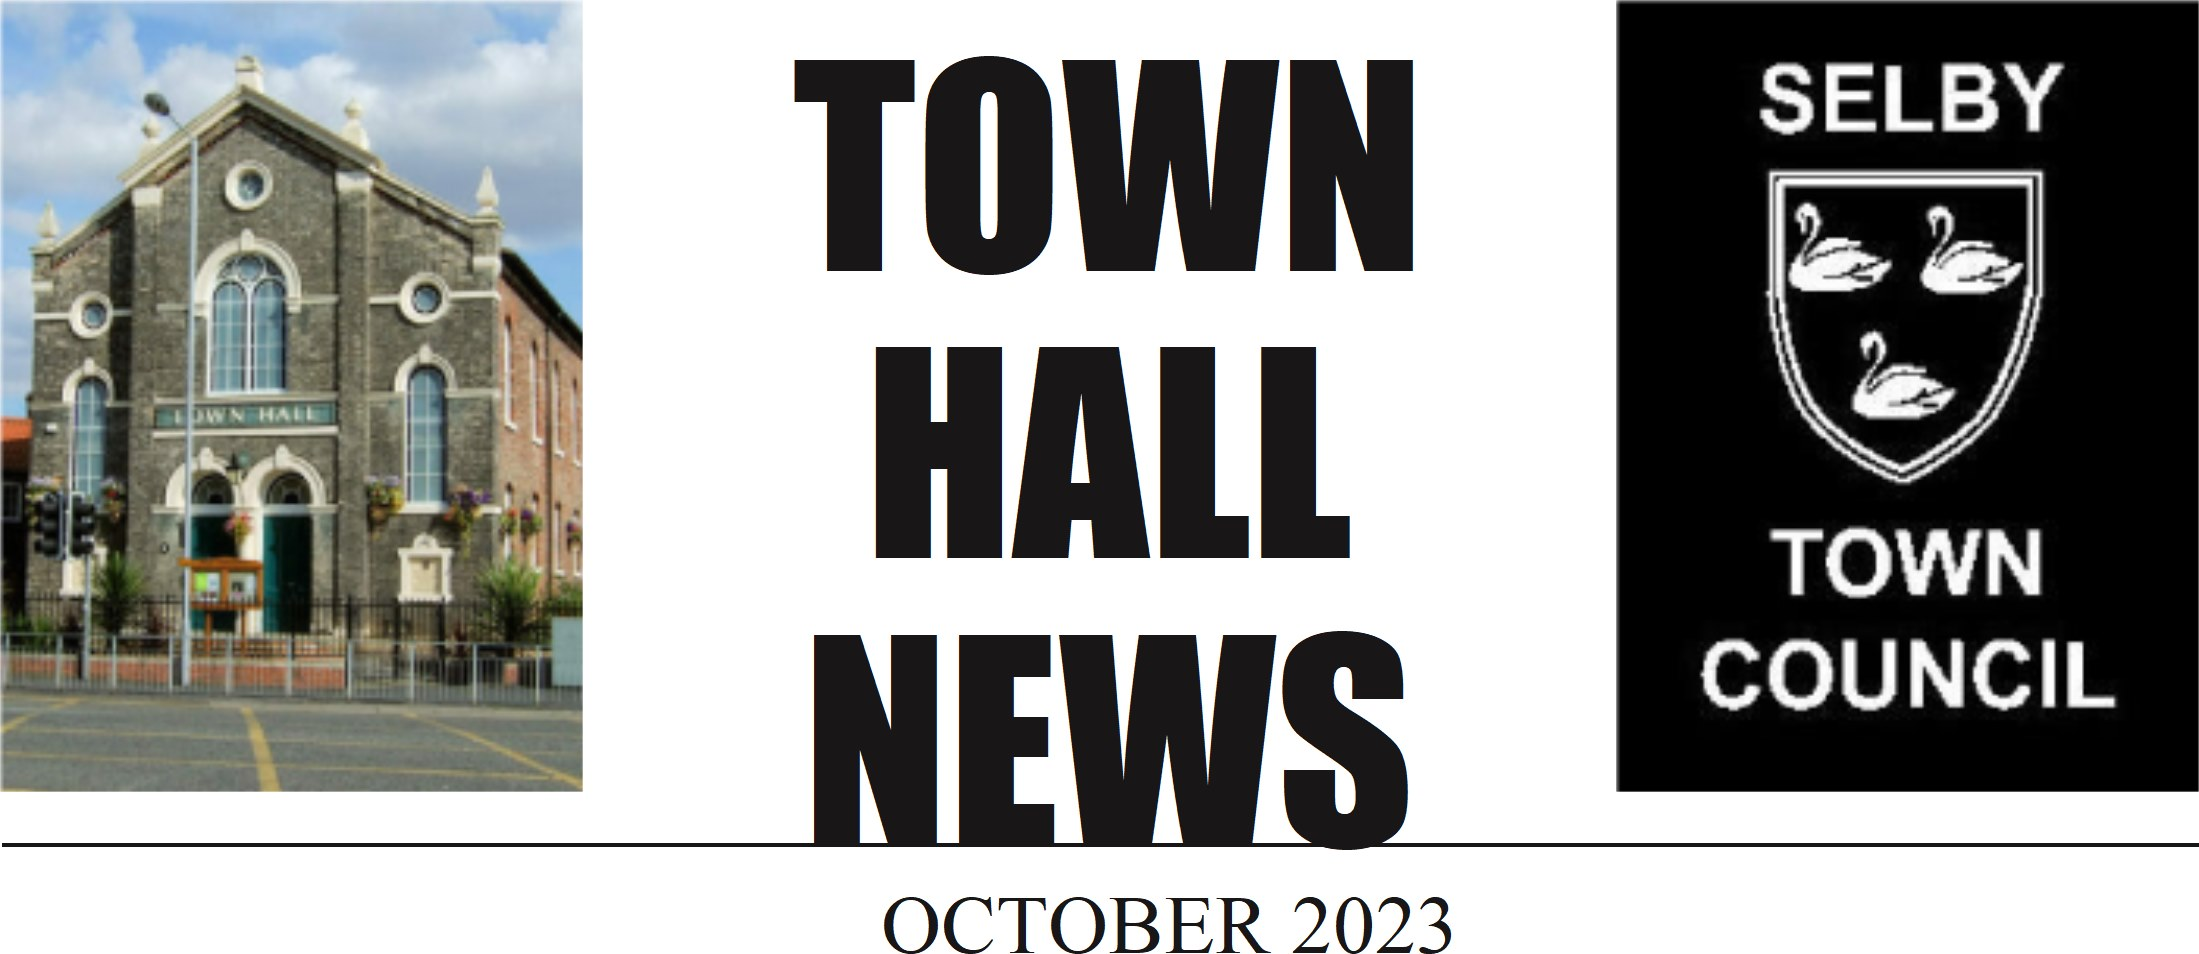 TOWN HALL
TOWN
HALL
NEWS
SELBY
TOWN
COUNCIL
OCTOBER 2023